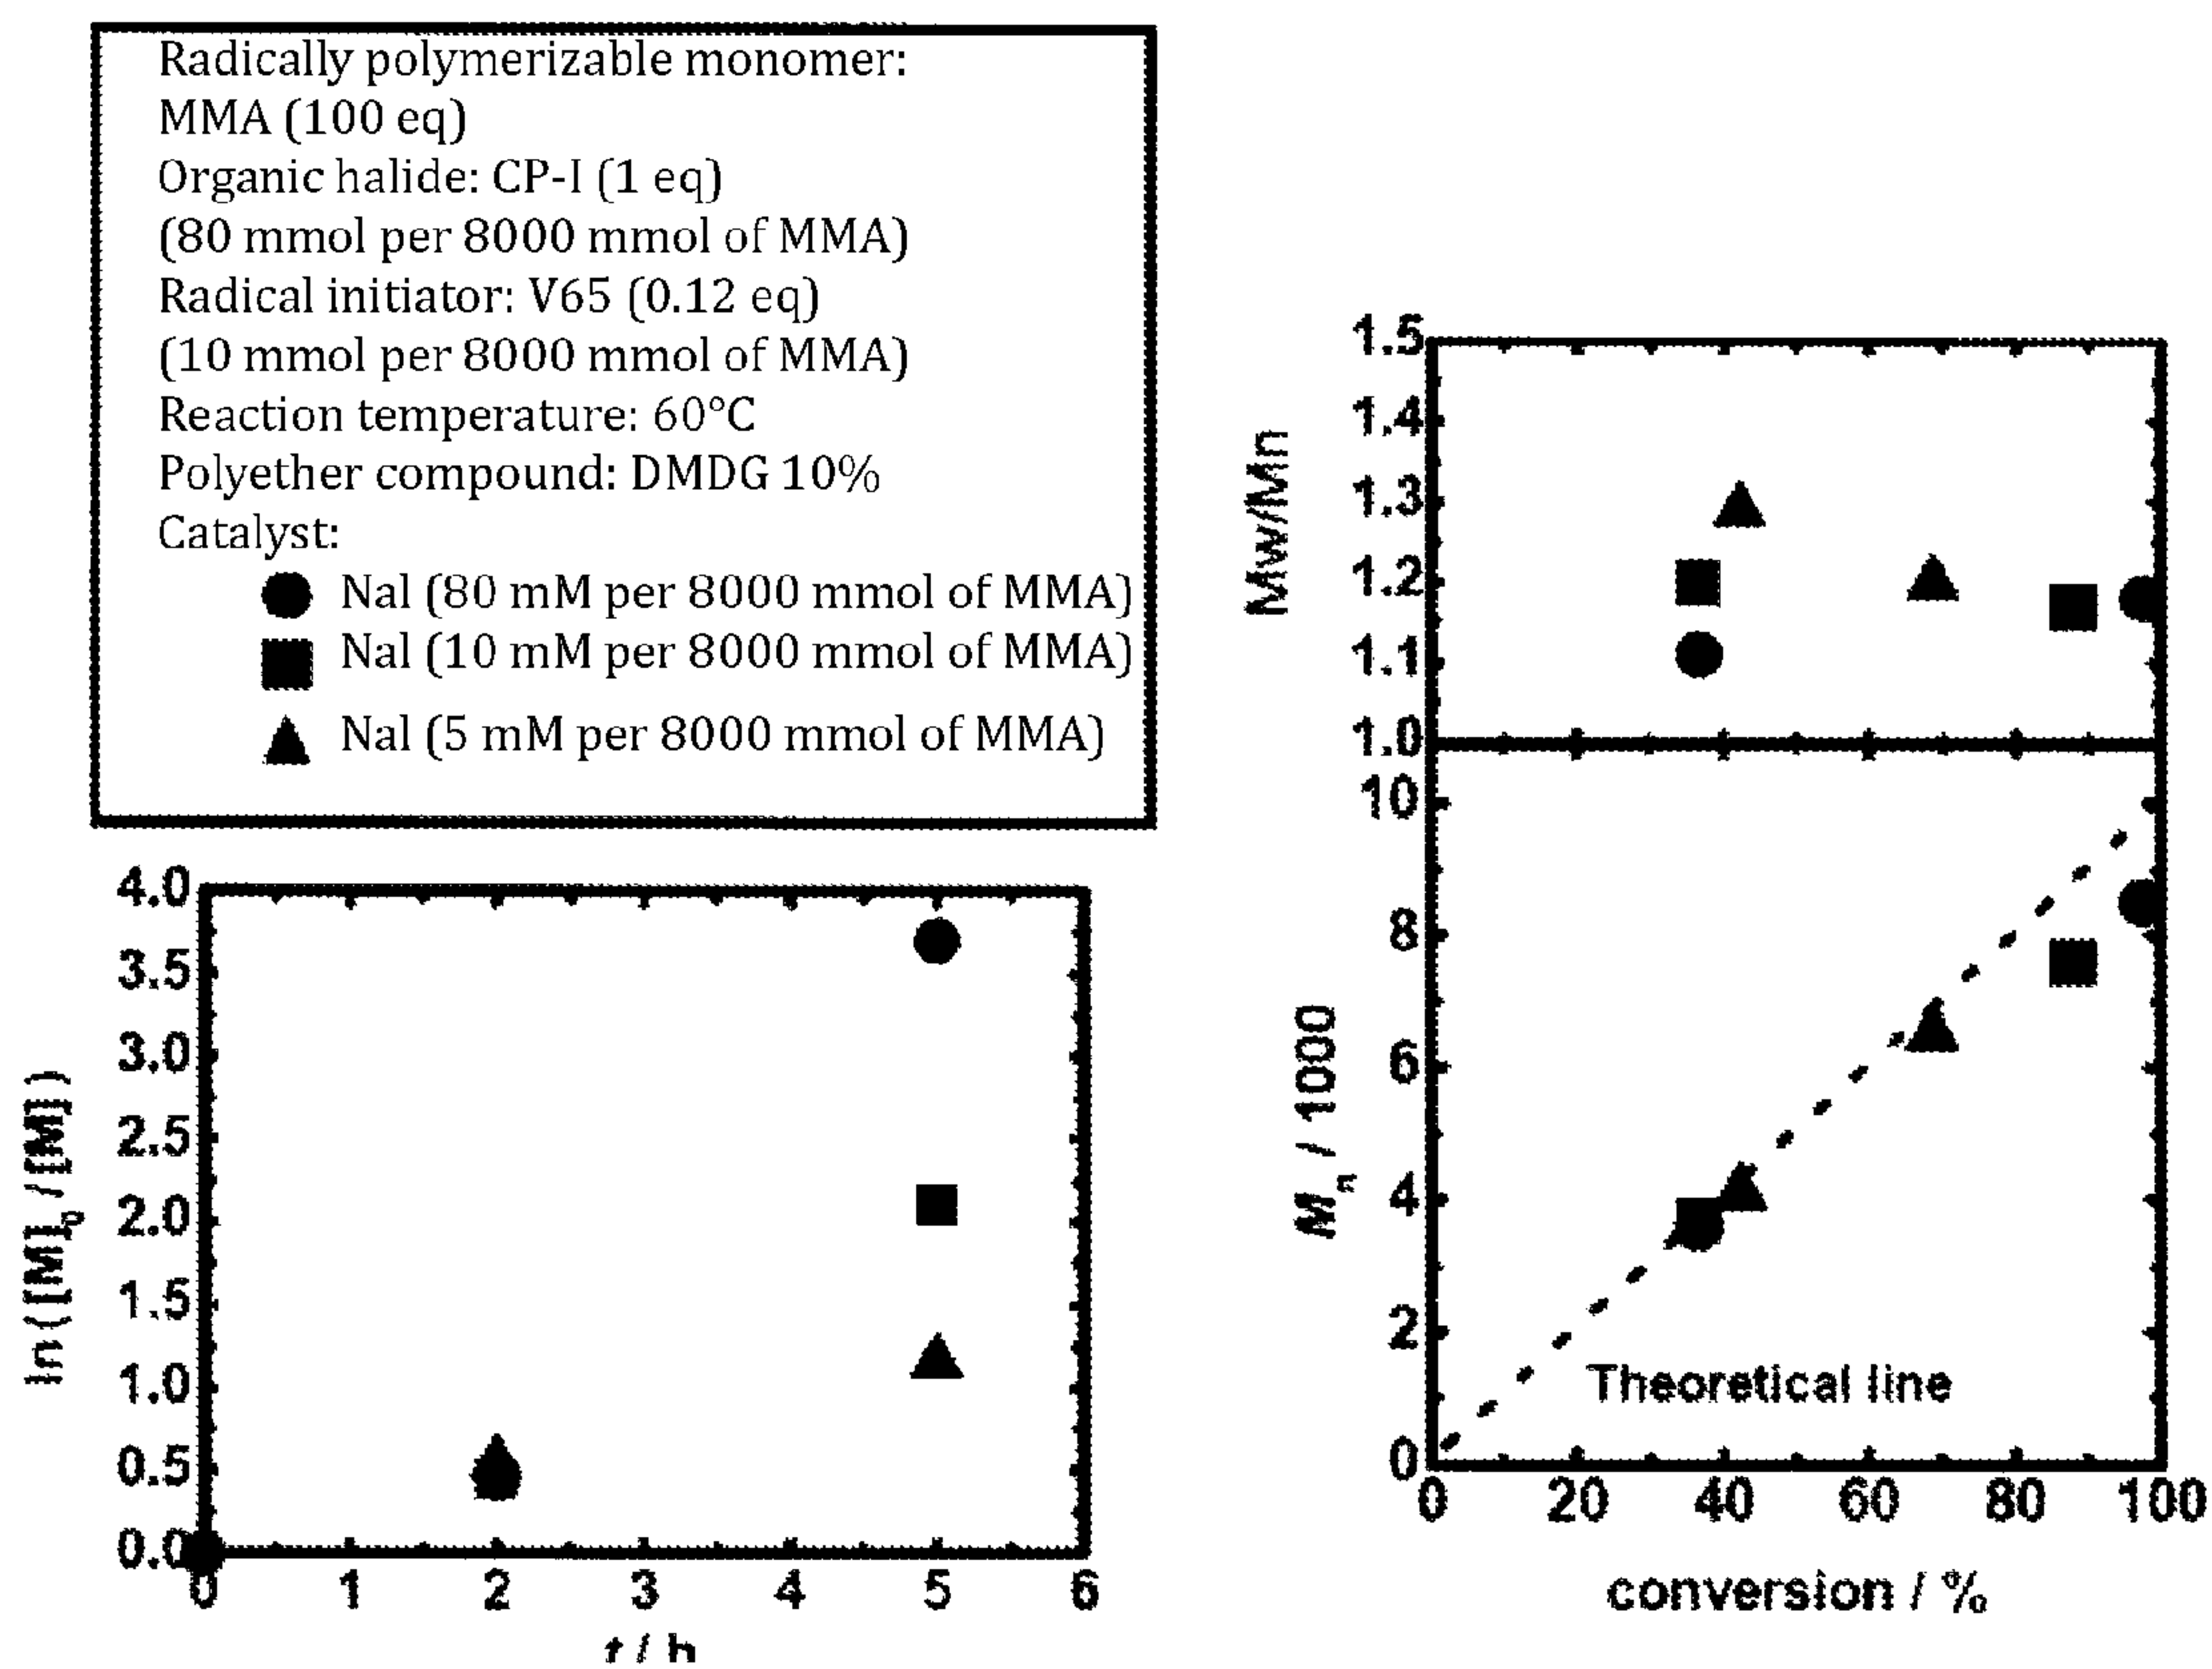 Radically polymerizable monomer:
MMA (100 eq)
Organic halide: CP-I (1 eq)
(80 mmol per 8000 mmol of MMA)
Radical initiator: V65 (0.12 eq)
(10 mmol per 8000 mmol of MMA)
Reaction temperature: 60°C
Polyether compound: DMDG 10%
Catalyst:
NaI (80 mM per 8000 mmol of MMA)
NaI (10 mM per 8000 mmol of MMA)
NaI (5 mM per 8000 mmol of MMA)
4.0
3.5
3.0
2.5
2.0
1.5
1.0
0.5
0.0
ln([M]0/[M])
0 1 2 3 4 5 6
t / h
1.5
1.4
1.3
1.2
1.1
1.0
Mw/Mn
10
8
6
4
2
0
Mn / 1000
Theoretical line
0 20 40 60 80 100
conversion / %